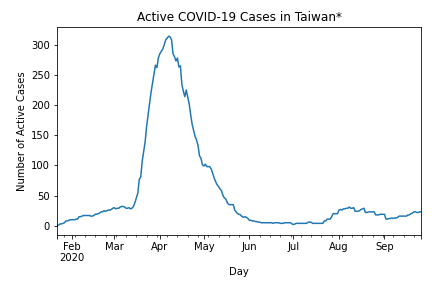 Active COVID-19 Cases in Taiwan*
Number of Active Cases
300
250
200
150
100
50
0
Feb
2020
Mar
Apr
May
Jun
Jul
Aug
Sep
Day